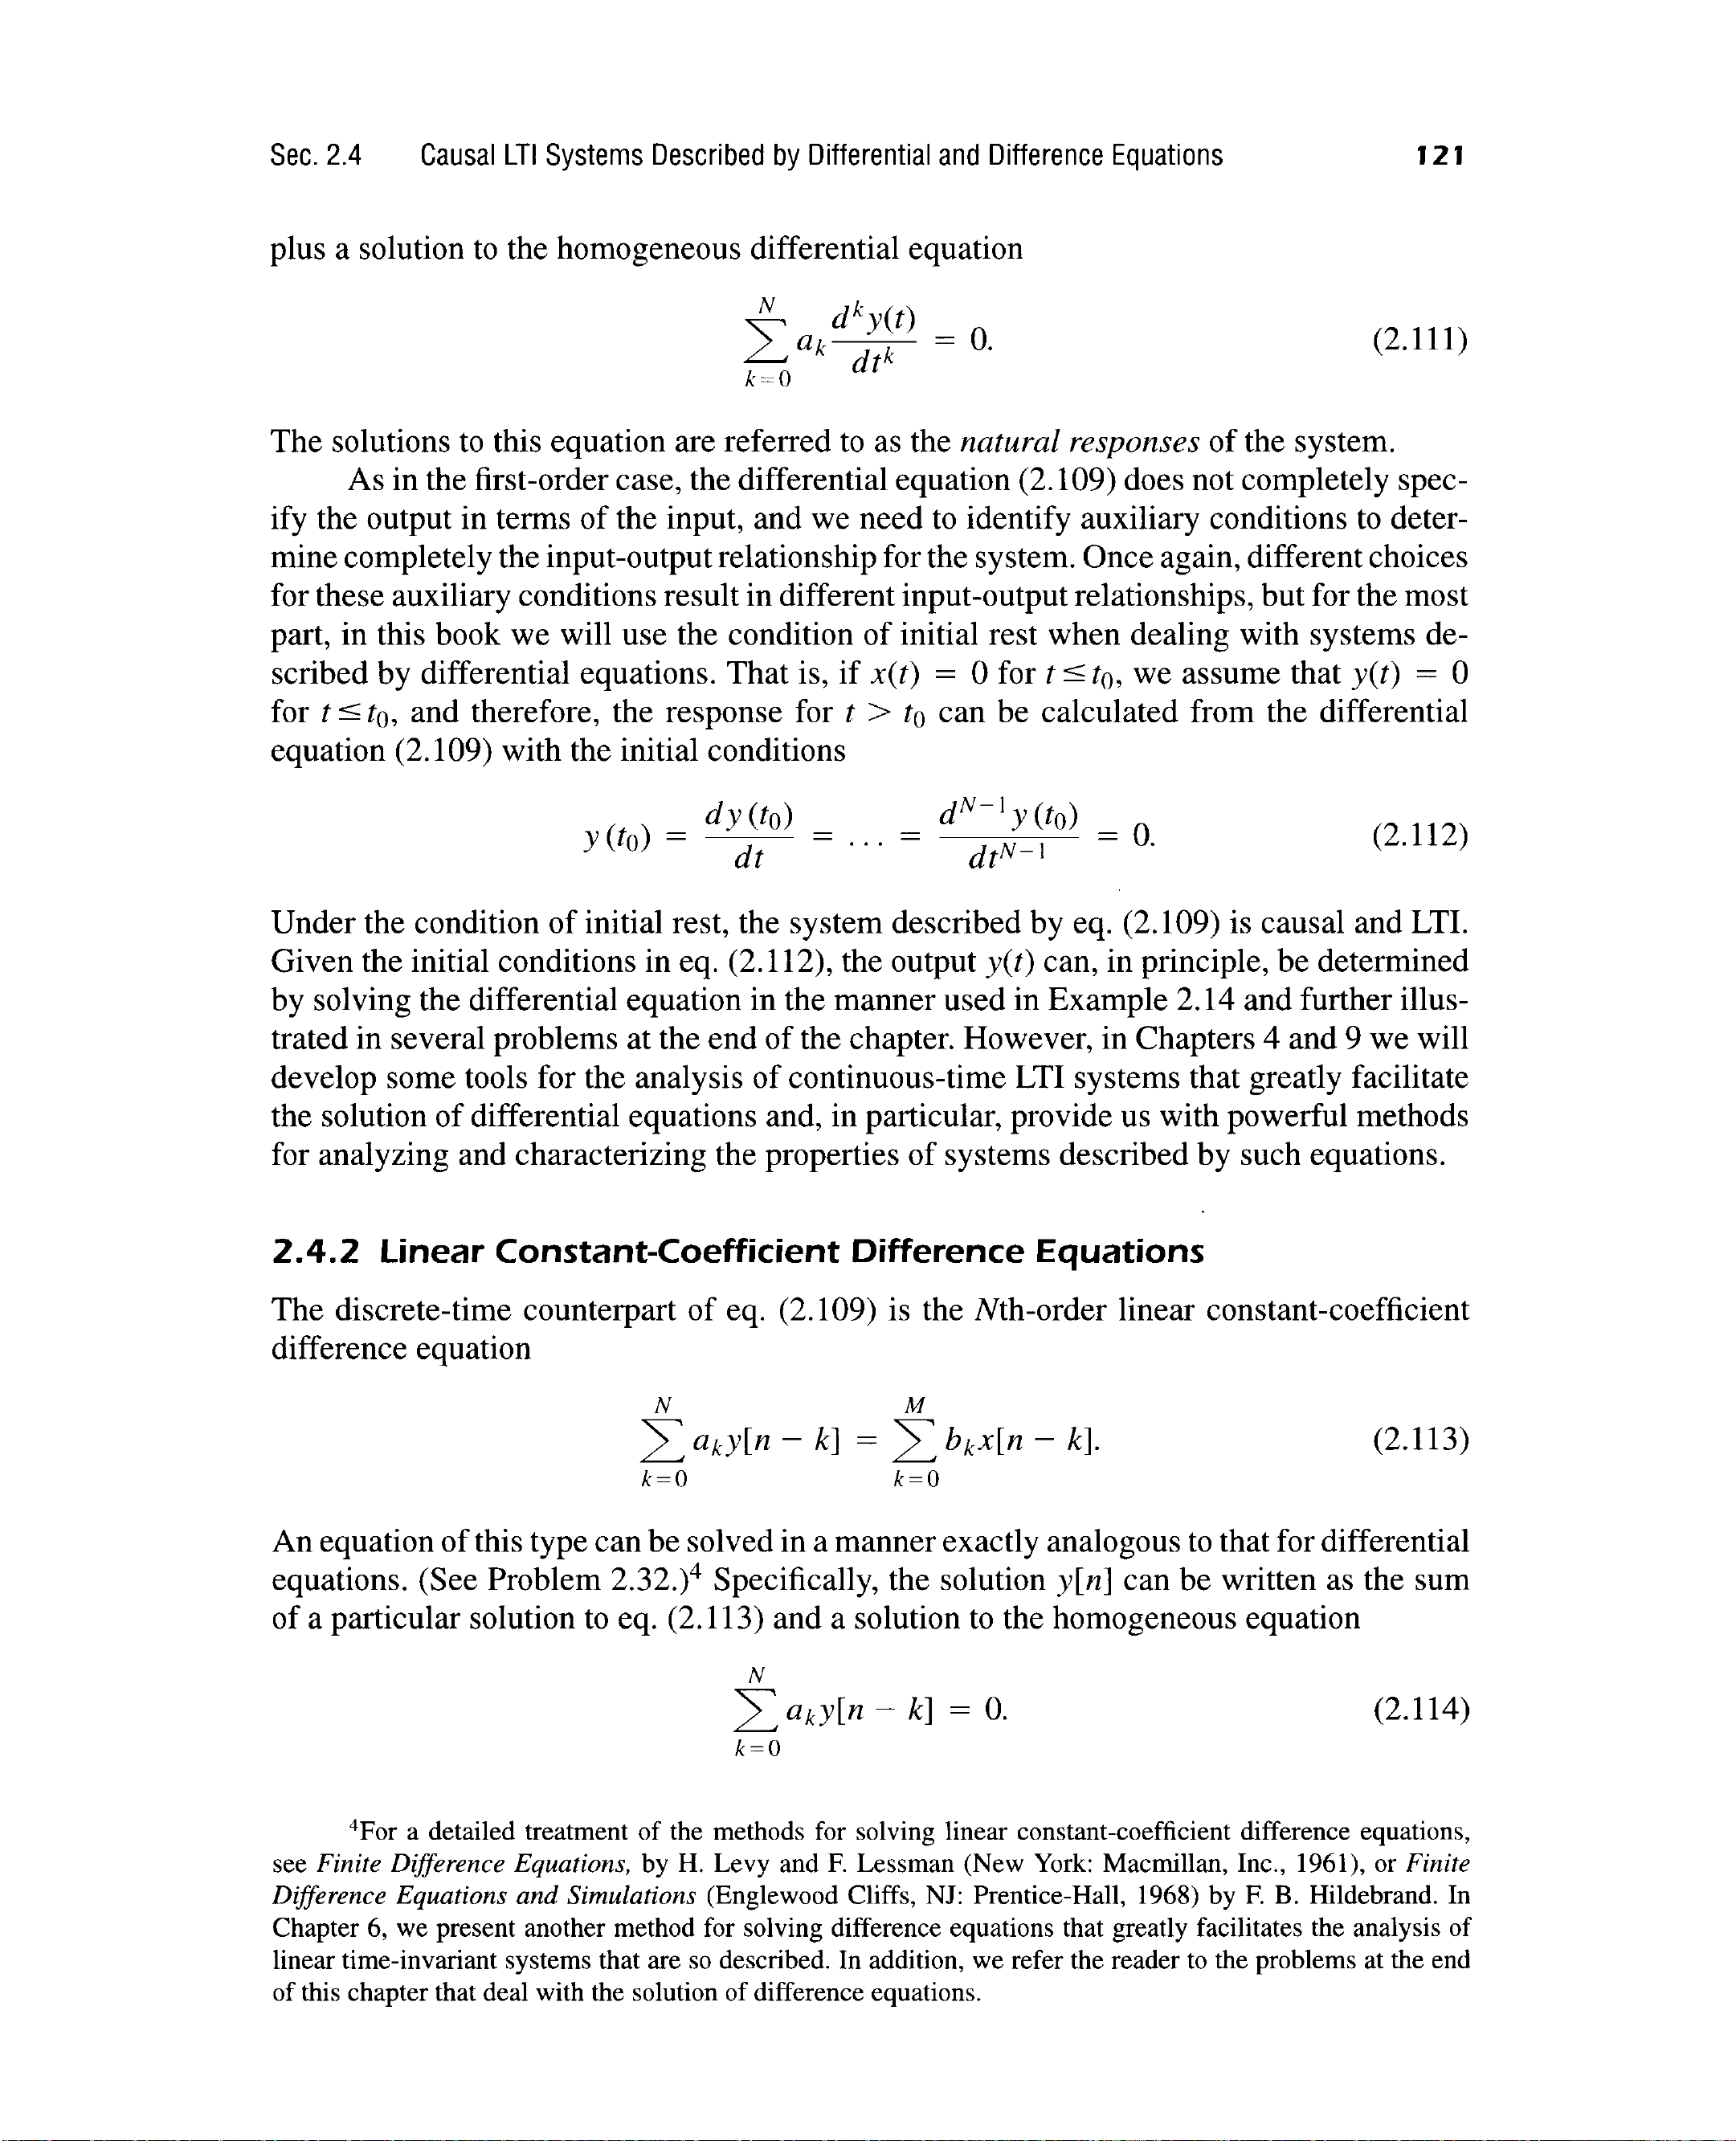 Sec. 2.4 Causal LTI Systems Described by Differential and Difference Equations 121
plus a solution to the homogeneous differential equation
\sum_{k=0}^{N} a_k \frac{d^k y(t)}{dt^k} = 0. (2.111)
The solutions to this equation are referred to as the natural responses of the system.
As in the first-order case, the differential equation (2.109) does not completely spec-
ify the output in terms of the input, and we need to identify auxiliary conditions to deter-
mine completely the input-output relationship for the system. Once again, different choices
for these auxiliary conditions result in different input-output relationships, but for the most
part, in this book we will use the condition of initial rest when dealing with systems de-
scribed by differential equations. That is, if x(t) = 0 for t ≤ t₀, we assume that y(t) = 0
for t ≤ t₀, and therefore, the response for t > t₀ can be calculated from the differential
equation (2.109) with the initial conditions
y(t_0) = \frac{dy(t_0)}{dt} = ... = \frac{d^{N-1}y(t_0)}{dt^{N-1}} = 0. (2.112)
Under the condition of initial rest, the system described by eq. (2.109) is causal and LTI.
Given the initial conditions in eq. (2.112), the output y(t) can, in principle, be determined
by solving the differential equation in the manner used in Example 2.14 and further illus-
trated in several problems at the end of the chapter. However, in Chapters 4 and 9 we will
develop some tools for the analysis of continuous-time LTI systems that greatly facilitate
the solution of differential equations and, in particular, provide us with powerful methods
for analyzing and characterizing the properties of systems described by such equations.
2.4.2 Linear Constant-Coefficient Difference Equations
The discrete-time counterpart of eq. (2.109) is the Nth-order linear constant-coefficient
difference equation
\sum_{k=0}^{N} a_k y[n - k] = \sum_{k=0}^{M} b_k x[n - k]. (2.113)
An equation of this type can be solved in a manner exactly analogous to that for differential
equations. (See Problem 2.32.)⁴ Specifically, the solution y[n] can be written as the sum
of a particular solution to eq. (2.113) and a solution to the homogeneous equation
\sum_{k=0}^{N} a_k y[n - k] = 0. (2.114)
⁴For a detailed treatment of the methods for solving linear constant-coefficient difference equations,
see Finite Difference Equations, by H. Levy and F. Lessman (New York: Macmillan, Inc., 1961), or Finite
Difference Equations and Simulations (Englewood Cliffs, NJ: Prentice-Hall, 1968) by F. B. Hildebrand. In
Chapter 6, we present another method for solving difference equations that greatly facilitates the analysis of
linear time-invariant systems that are so described. In addition, we refer the reader to the problems at the end
of this chapter that deal with the solution of difference equations.